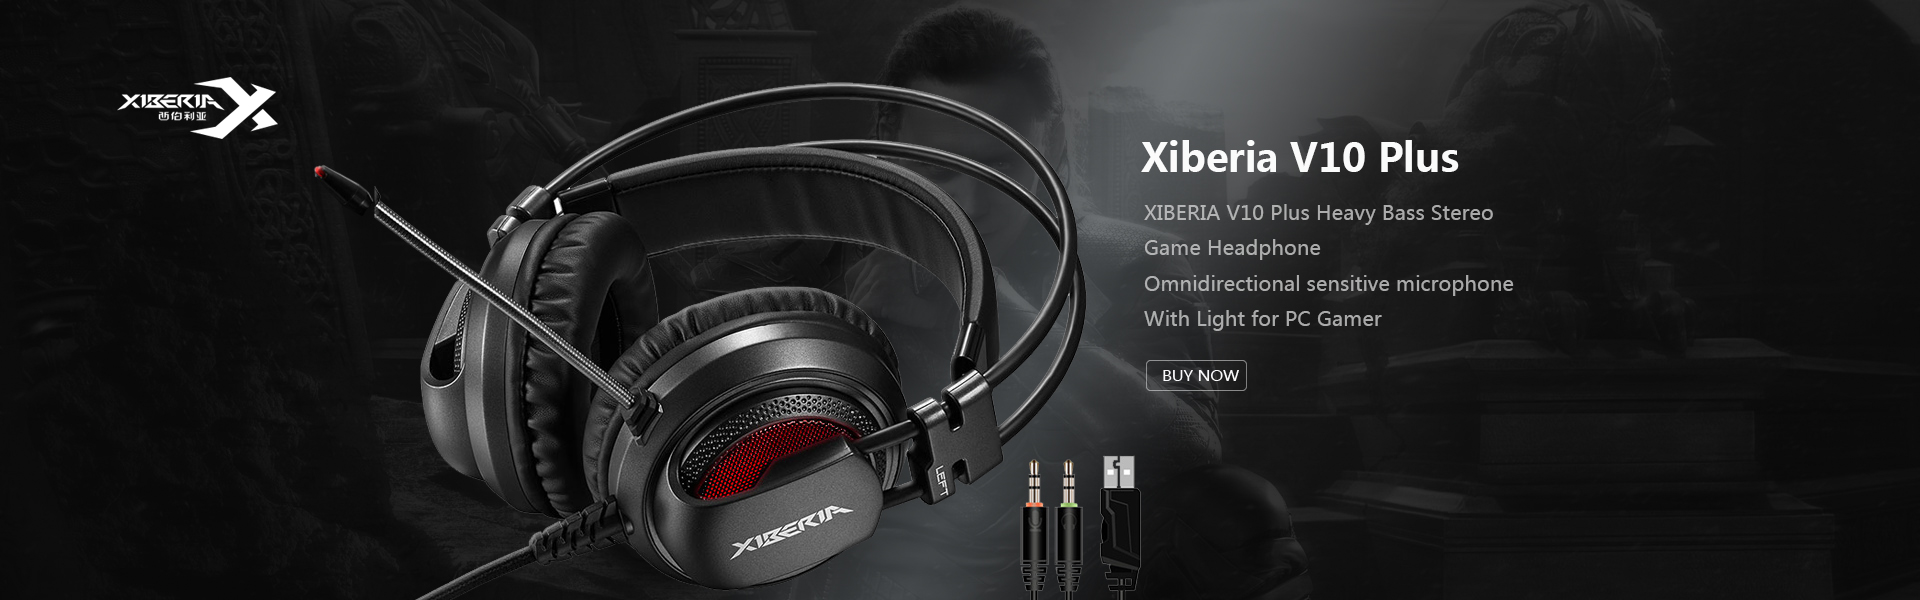 XIBERIA
西伯利亚
Xiberia V10 Plus
XIBERIA V10 Plus Heavy Bass Stereo
Game Headphone
Omnidirectional sensitive microphone
With Light for PC Gamer
BUY NOW
LEFT
XIBERIA